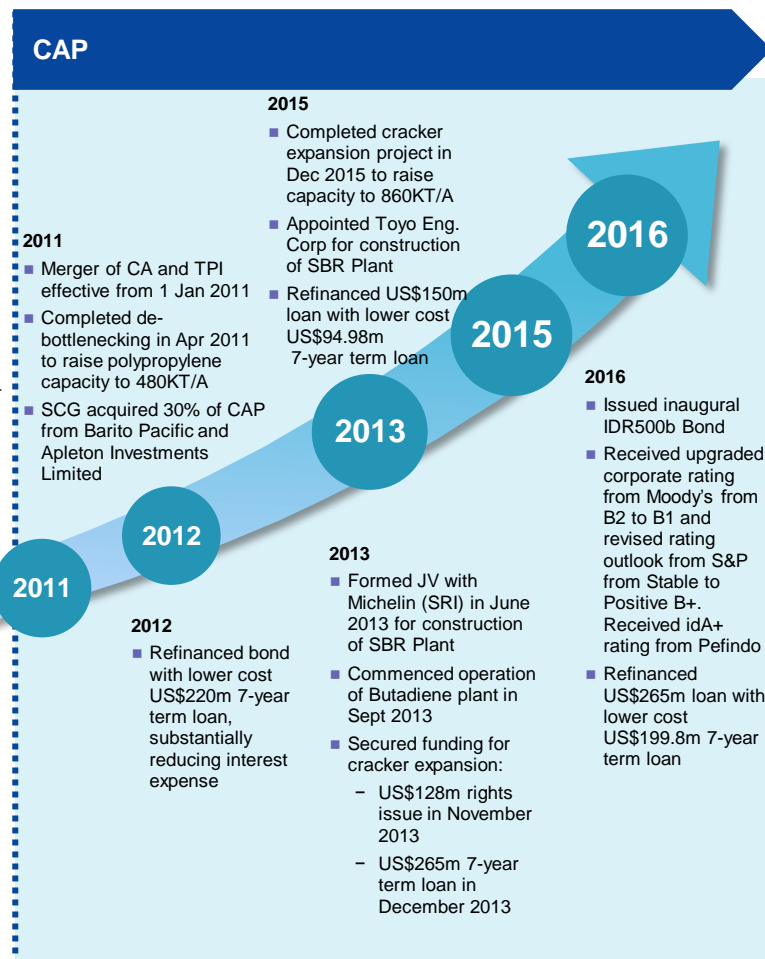 CAP
2011
Merger of CA and TPI
effective from 1 Jan 2011
Completed de-
bottlenecking in Apr 2011
to raise polypropylene
capacity to 480KT/A
SCG acquired 30% of CAP
from Barito Pacific and
Apleton Investments
Limited
2015
Completed cracker
expansion project in
Dec 2015 to raise
capacity to 860KT/A
Appointed Toyo Eng.
Corp for construction
of SBR Plant
Refinanced US$150m
loan with lower cost
US$94.98m
7-year term loan
2011
2012
2013
2015
2016
2012
Refinanced bond
with lower cost
US$220m 7-year
term loan,
substantially
reducing interest
expense
2013
Formed JV with
Michelin (SRI) in June
2013 for construction
of SBR Plant
Commenced operation
of Butadiene plant in
Sept 2013
Secured funding for
cracker expansion:
− US$128m rights
issue in November
2013
− US$265m 7-year
term loan in
December 2013
2016
Issued inaugural
IDR500b Bond
Received upgraded
corporate rating
from Moody's from
B2 to B1 and
revised rating
outlook from S&P
from Stable to
Positive B+.
Received idA+
rating from Pefindo
Refinanced
US$265m loan with
lower cost
US$199.8m 7-year
term loan